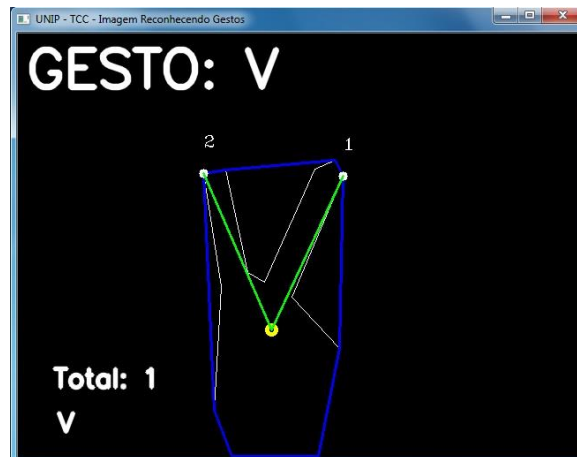 UNIP - TCC - Imagem Reconhecendo Gestos
GESTO: V
2 1
Total: 1
V